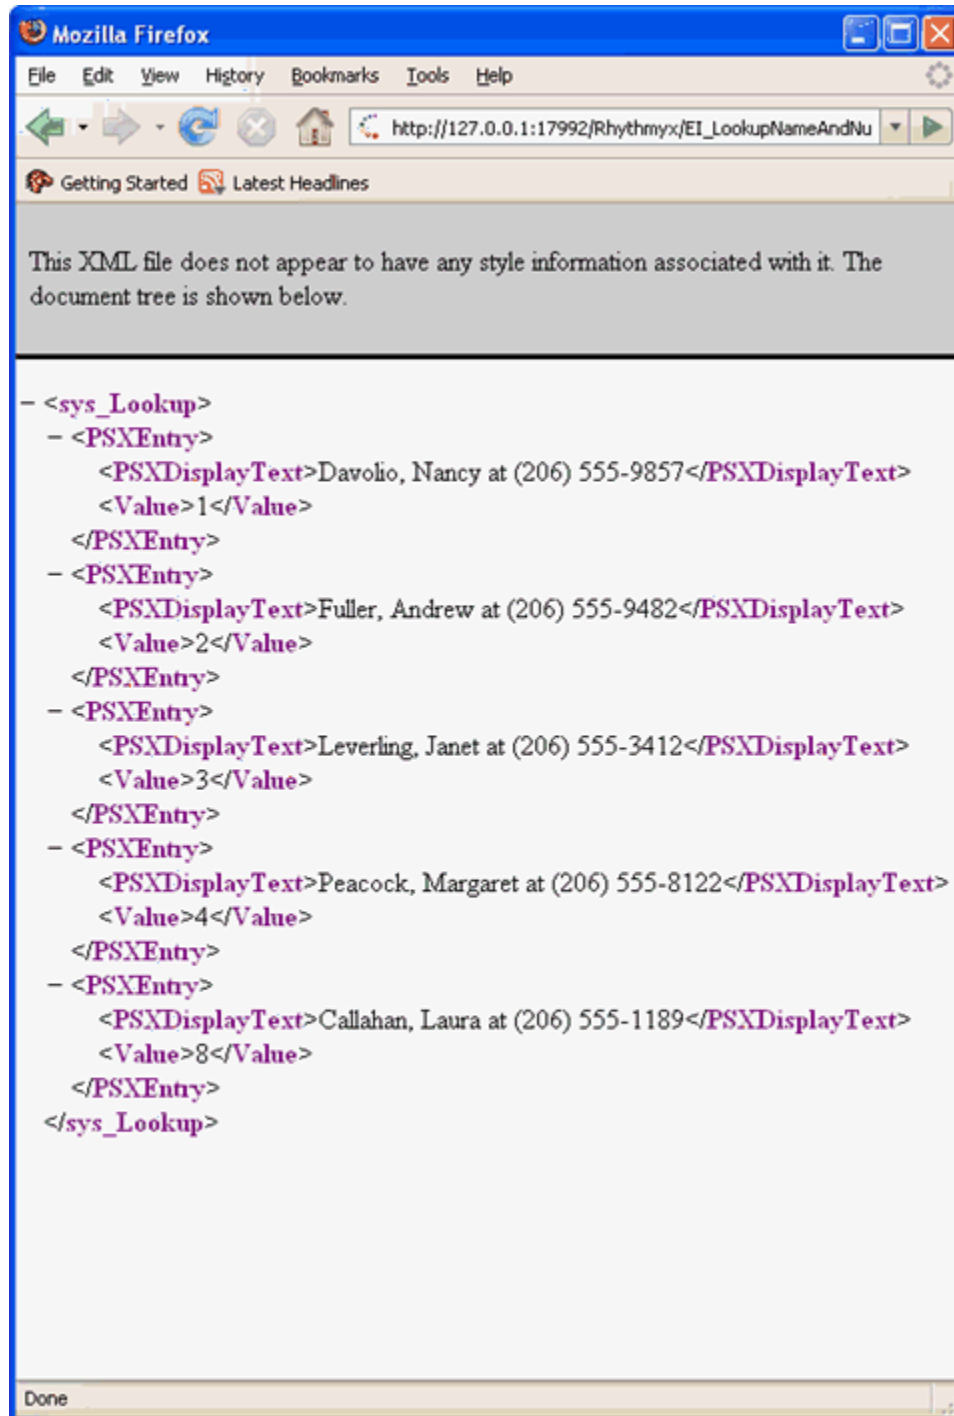 Mozilla Firefox
File Edit View History Bookmarks Tools Help
http://127.0.0.1:17992/Rhythmyx/EI_LookupNameAndNu
Getting Started Latest Headlines
This XML file does not appear to have any style information associated with it. The
document tree is shown below.
− <sys_Lookup>
− <PSXEntry>
<PSXDisplayText>Davolio, Nancy at (206) 555-9857</PSXDisplayText>
<Value>1</Value>
</PSXEntry>
− <PSXEntry>
<PSXDisplayText>Fuller, Andrew at (206) 555-9482</PSXDisplayText>
<Value>2</Value>
</PSXEntry>
− <PSXEntry>
<PSXDisplayText>Leverling, Janet at (206) 555-3412</PSXDisplayText>
<Value>3</Value>
</PSXEntry>
− <PSXEntry>
<PSXDisplayText>Peacock, Margaret at (206) 555-8122</PSXDisplayText>
<Value>4</Value>
</PSXEntry>
− <PSXEntry>
<PSXDisplayText>Callahan, Laura at (206) 555-1189</PSXDisplayText>
<Value>8</Value>
</PSXEntry>
</sys_Lookup>
Done